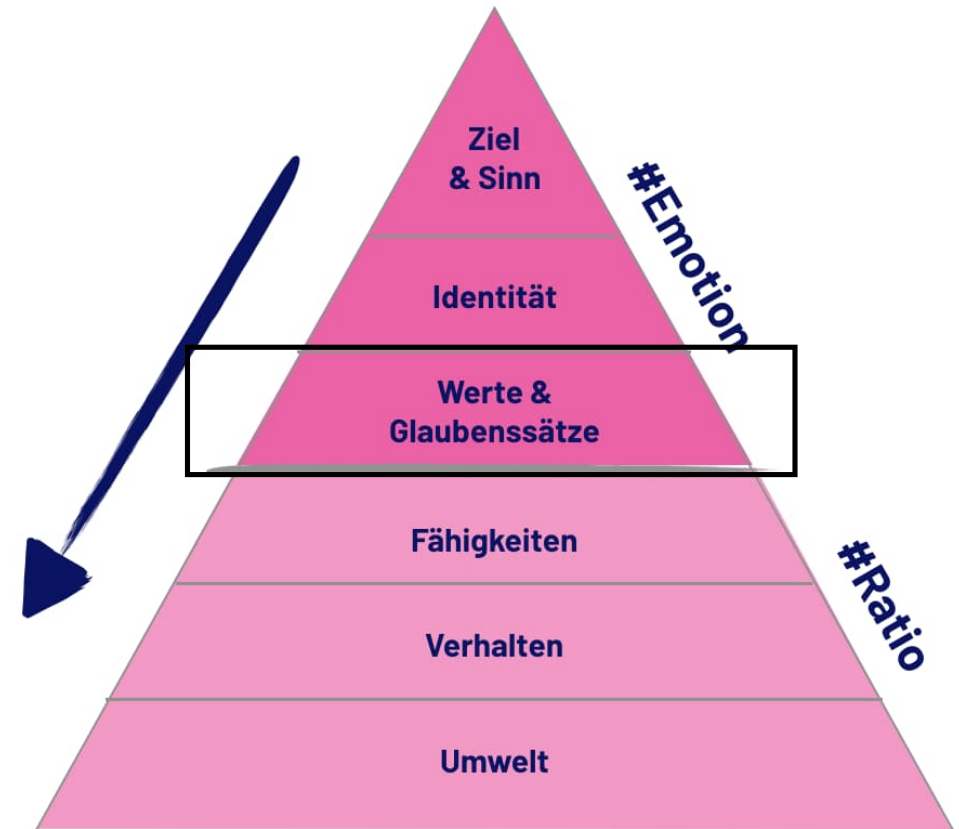 Ziel
& Sinn
#Emotion
Identität
Werte &
Glaubenssätze
Fähigkeiten
#Ratio
Verhalten
Umwelt